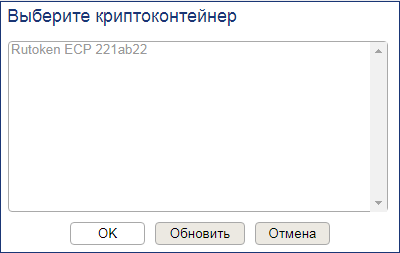 Выберите криптоконтейнер
Rutoken ECP 221ab22
OK Обновить Отмена